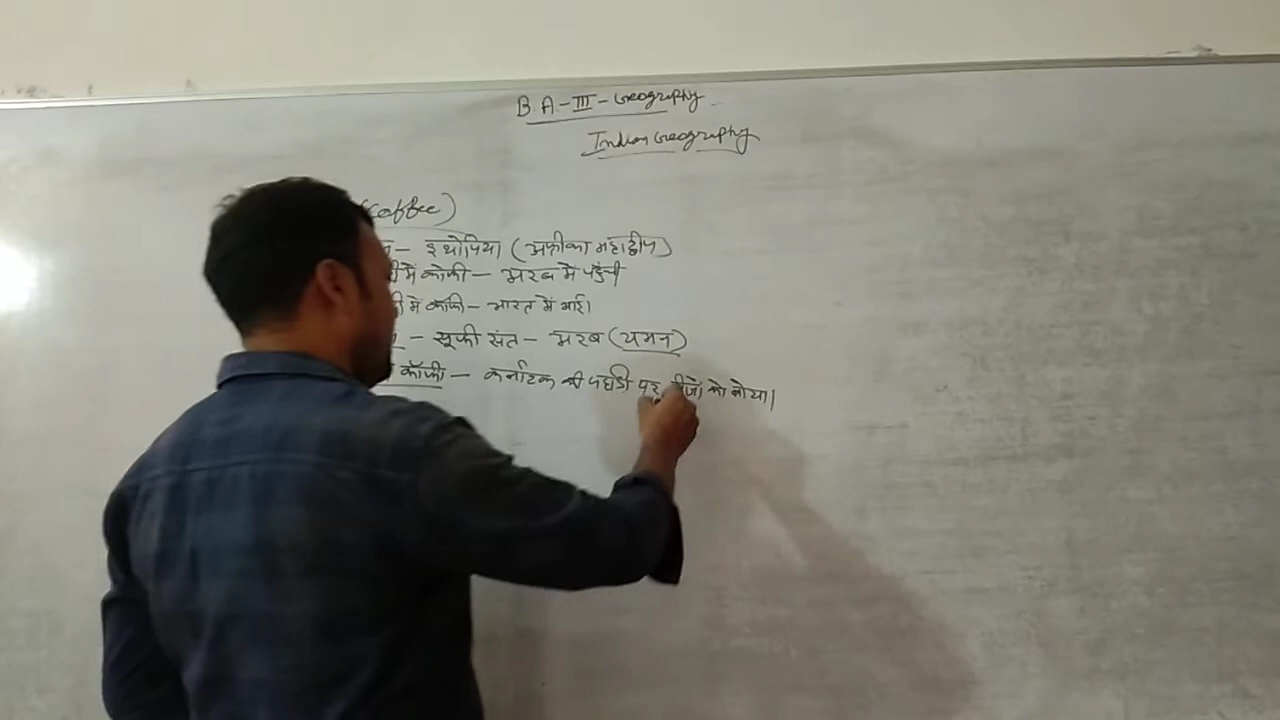 B.A-III-Geography
Indian Geography
(Coffee)
- इथोपिया (अफ्रीका महाद्वीप)
में कोफी - अरब में पहुंची
में कॉफी - भारत में आई।
- सूफी संत - अरब (यमन)
कॉफी - कर्नाटक की पहाडी पर बीजों को बोया।